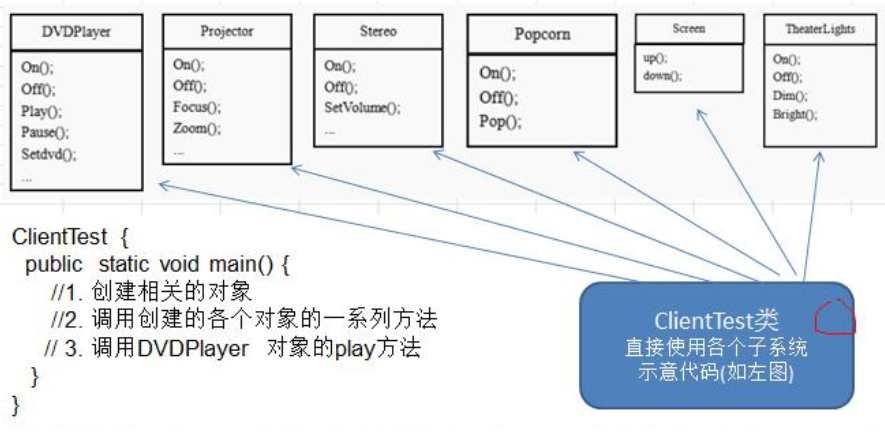 DVDPlayer
On();
Off();
Play();
Pause();
Setdvd();
...
Projector
On();
Off();
Focus();
Zoom();
...
Stereo
On();
Off();
SetVolume();
...
Popcorn
On();
Off();
Pop();
Screen
up();
down();
TheaterLights
On();
Off();
Dim();
Bright();
ClientTest {
public static void main() {
//1. 创建相关的对象
//2. 调用创建的各个对象的一系列方法
// 3. 调用DVDPlayer 对象的play方法
}
}
ClientTest类
直接使用各个子系统
示意代码(如左图)